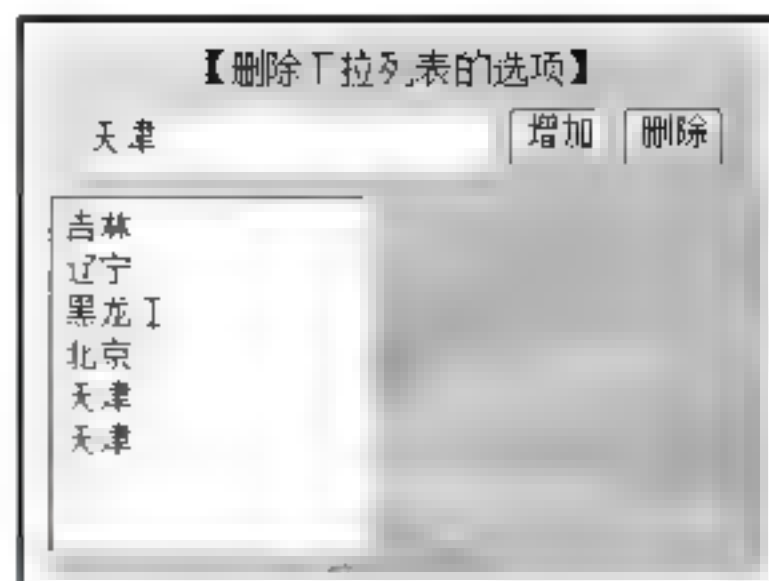 【删除下拉列表的选项】
天津 增加 删除
吉林
辽宁
黑龙江
北京
天津
天津